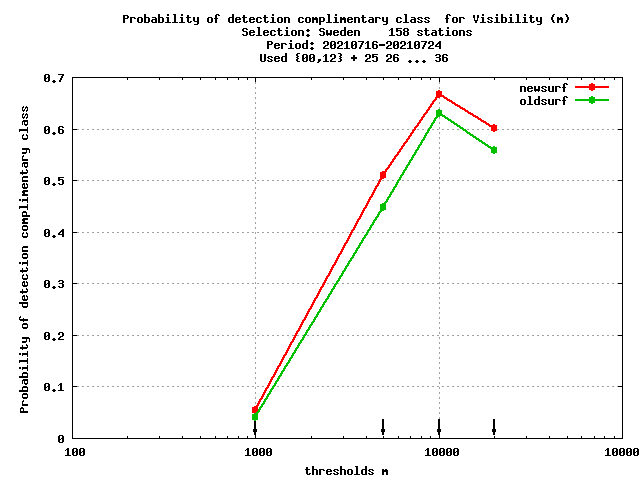 Probability of detection complimentary class  for Visibility (m)
Selection: Sweden    158 stations
Period: 20210716-20210724
Used {00,12} + 25 26 ... 36
newsurf
oldsurf
Probability of detection complimentary class
0.7
0.6
0.5
0.4
0.3
0.2
0.1
0
100
1000
10000
10000
thresholds m